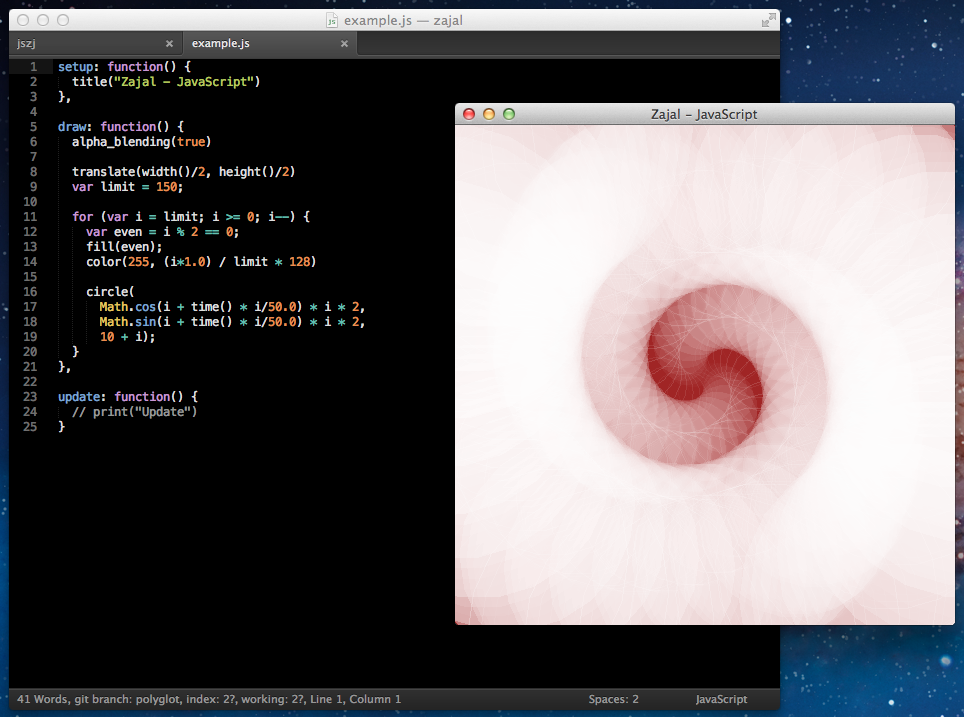 example.js — zajal
jszj ×
example.js ×
1 setup: function() {
2 title("Zajal – JavaScript")
3 },
4
5 draw: function() {
6 alpha_blending(true)
7
8 translate(width()/2, height()/2)
9 var limit = 150;
10
11 for (var i = limit; i >= 0; i--) {
12 var even = i % 2 == 0;
13 fill(even);
14 color(255, (i*1.0) / limit * 128)
15
16 circle(
17 Math.cos(i + time() * i/50.0) * i * 2,
18 Math.sin(i + time() * i/50.0) * i * 2,
19 10 + i);
20 }
21 },
22
23 update: function() {
24 // print("Update")
25 }
Zajal – JavaScript
41 Words, git branch: polyglot, index: 2?, working: 2?, Line 1, Column 1
Spaces: 2
JavaScript